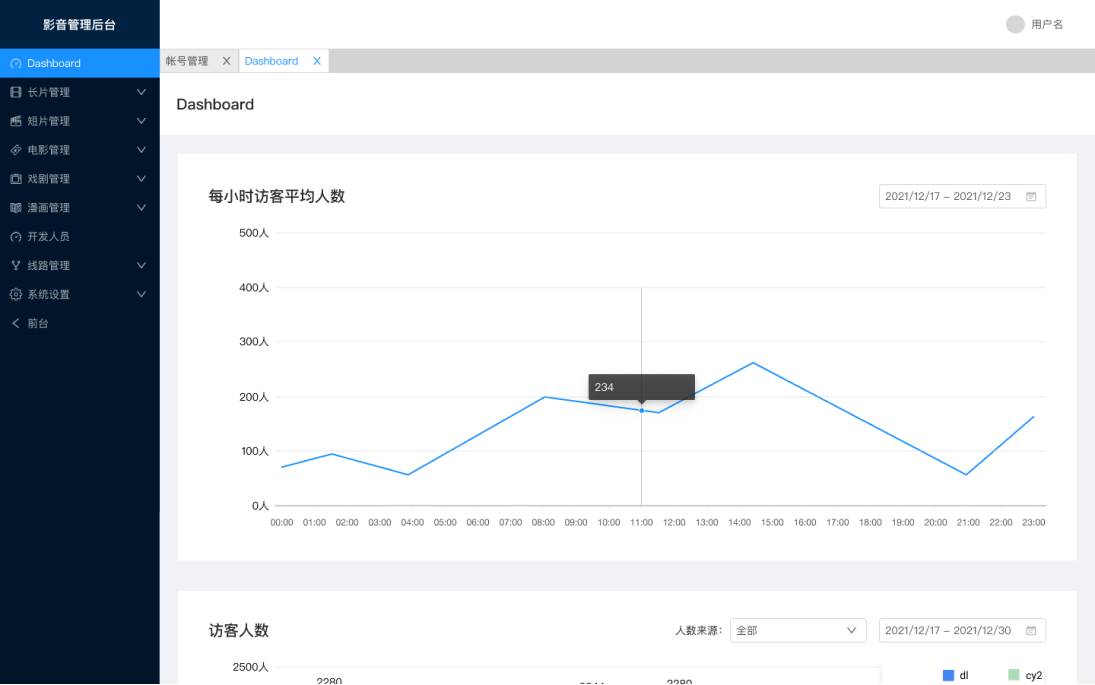 影音管理后台
用户名
Dashboard
长片管理
短片管理
电影管理
戏剧管理
漫画管理
开发人员
线路管理
系统设置
前台
帐号管理 X Dashboard X
Dashboard
每小时访客平均人数
2021/12/17 - 2021/12/23
500人
400人
300人
200人
100人
0人
234
00:00 01:00 02:00 03:00 04:00 05:00 06:00 07:00 08:00 09:00 10:00 11:00 12:00 13:00 14:00 15:00 16:00 17:00 18:00 19:00 20:00 21:00 22:00 23:00
访客人数
人数来源： 全部 2021/12/17 - 2021/12/30
2500人
2280
2280
dl cy2